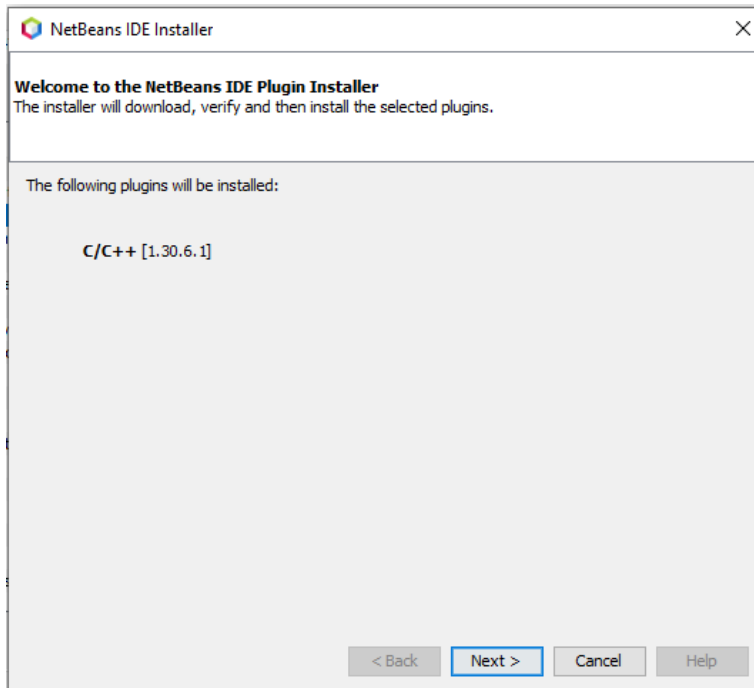 NetBeans IDE Installer
Welcome to the NetBeans IDE Plugin Installer
The installer will download, verify and then install the selected plugins.
The following plugins will be installed:
C/C++ [1.30.6.1]
< Back
Next >
Cancel
Help